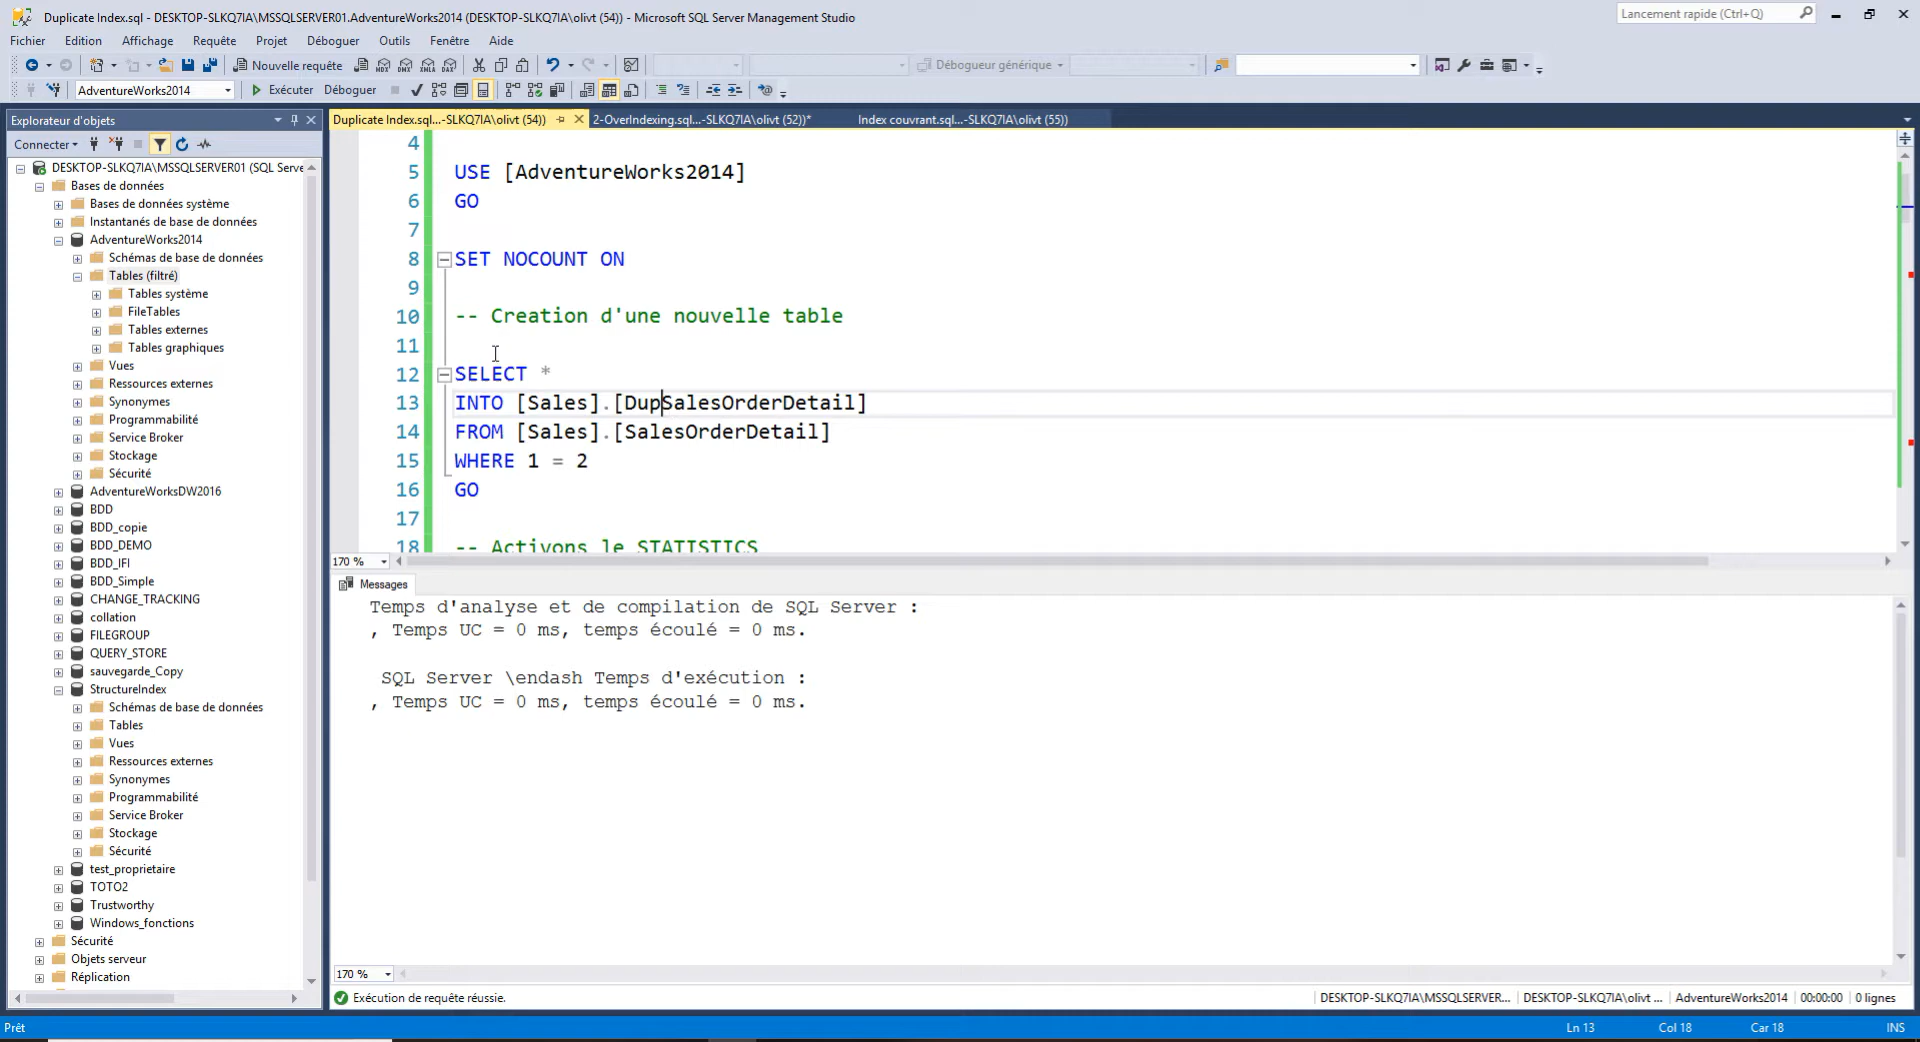 Duplicate Index.sql - DESKTOP-SLKQ7IA\MSSQLSERVER01.AdventureWorks2014 (DESKTOP-SLKQ7IA\olivt (54)) - Microsoft SQL Server Management Studio
Lancement rapide (Ctrl+Q)
Fichier Edition Affichage Requête Projet Déboguer Outils Fenêtre Aide
Nouvelle requête
MDX DMX XMLA DAX
Débogueur générique
AdventureWorks2014 Exécuter Déboguer
Explorateur d'objets
Duplicate Index.sql...-SLKQ7IA\olivt (54)) 2-OverIndexing.sql...-SLKQ7IA\olivt (52))* Index couvrant.sql...-SLKQ7IA\olivt (55))
Connecter
DESKTOP-SLKQ7IA\MSSQLSERVER01 (SQL Serve
Bases de données
Bases de données système
Instantanés de base de données
AdventureWorks2014
Schémas de base de données
Tables (filtré)
Tables système
FileTables
Tables externes
Tables graphiques
Vues
Ressources externes
Synonymes
Programmabilité
Service Broker
Stockage
Sécurité
AdventureWorksDW2016
BDD
BDD_copie
BDD_DEMO
BDD_IFI
BDD_Simple
CHANGE_TRACKING
collation
FILEGROUP
QUERY_STORE
sauvegarde_Copy
StructureIndex
Schémas de base de données
Tables
Vues
Ressources externes
Synonymes
Programmabilité
Service Broker
Stockage
Sécurité
test_proprietaire
TOTO2
Trustworthy
Windows_fonctions
Sécurité
Objets serveur
Réplication
4
5 USE [AdventureWorks2014]
6 GO
7
8 SET NOCOUNT ON
9
10 -- Creation d'une nouvelle table
11
12 SELECT *
13 INTO [Sales].[DupSalesOrderDetail]
14 FROM [Sales].[SalesOrderDetail]
15 WHERE 1 = 2
16 GO
17
18 -- Activons le STATISTICS
170 %
Messages
Temps d'analyse et de compilation de SQL Server :
, Temps UC = 0 ms, temps écoulé = 0 ms.
SQL Server \endash Temps d'exécution :
, Temps UC = 0 ms, temps écoulé = 0 ms.
170 %
Exécution de requête réussie. DESKTOP-SLKQ7IA\MSSQLSERVER... DESKTOP-SLKQ7IA\olivt ... AdventureWorks2014 00:00:00 0 lignes
Prêt Ln 13 Col 18 Car 18 INS